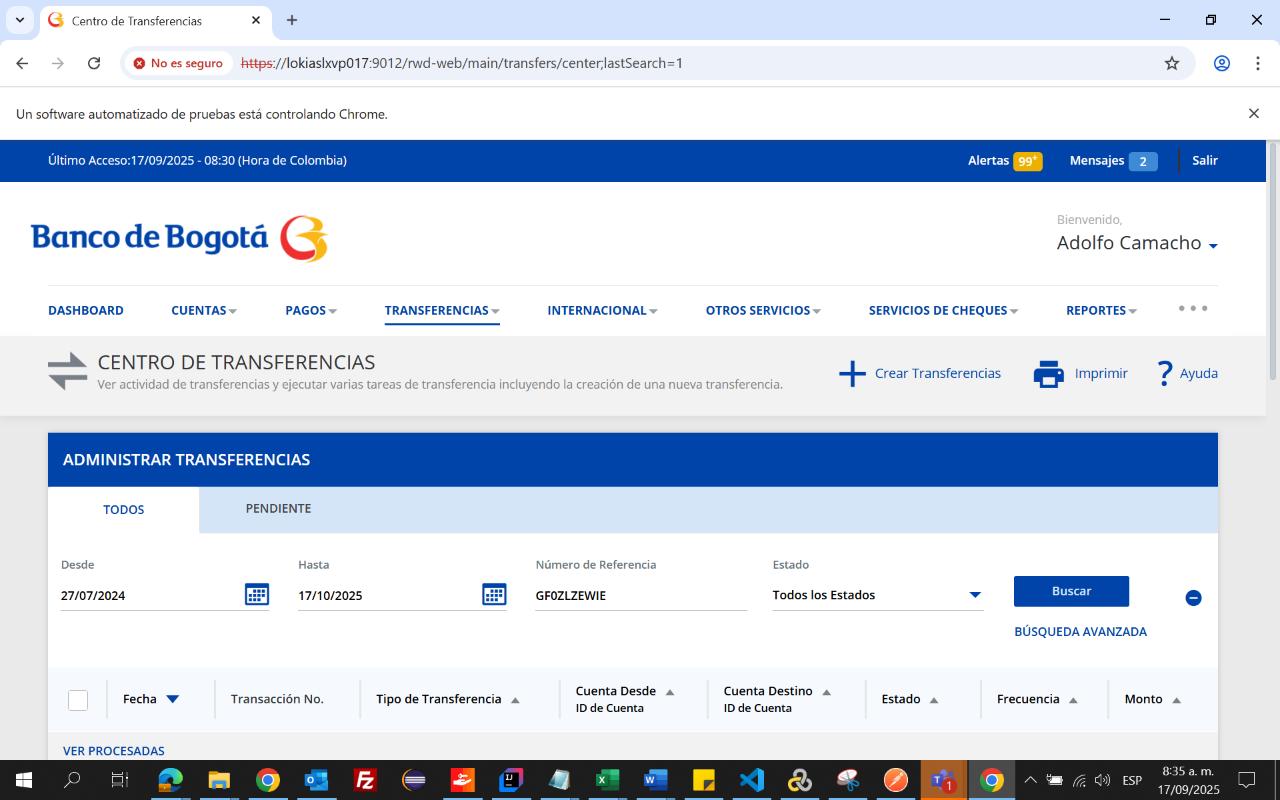 Centro de Transferencias
No es seguro
https://lokiaslxvp017:9012/rwd-web/main/transfers/center;lastSearch=1
Un software automatizado de pruebas está controlando Chrome.
Último Acceso:17/09/2025 - 08:30 (Hora de Colombia)
Alertas 99+
Mensajes 2
Salir
Banco de Bogotá
Bienvenido,
Adolfo Camacho
DASHBOARD
CUENTAS
PAGOS
TRANSFERENCIAS
INTERNACIONAL
OTROS SERVICIOS
SERVICIOS DE CHEQUES
REPORTES
CENTRO DE TRANSFERENCIAS
Ver actividad de transferencias y ejecutar varias tareas de transferencia incluyendo la creación de una nueva transferencia.
Crear Transferencias
Imprimir
? Ayuda
ADMINISTRAR TRANSFERENCIAS
TODOS
PENDIENTE
Desde
27/07/2024
Hasta
17/10/2025
Número de Referencia
GF0ZLZEWIE
Estado
Todos los Estados
Buscar
BÚSQUEDA AVANZADA
Fecha
Transacción No.
Tipo de Transferencia
Cuenta Desde
ID de Cuenta
Cuenta Destino
ID de Cuenta
Estado
Frecuencia
Monto
VER PROCESADAS
1
ESP
8:35 a. m.
17/09/2025